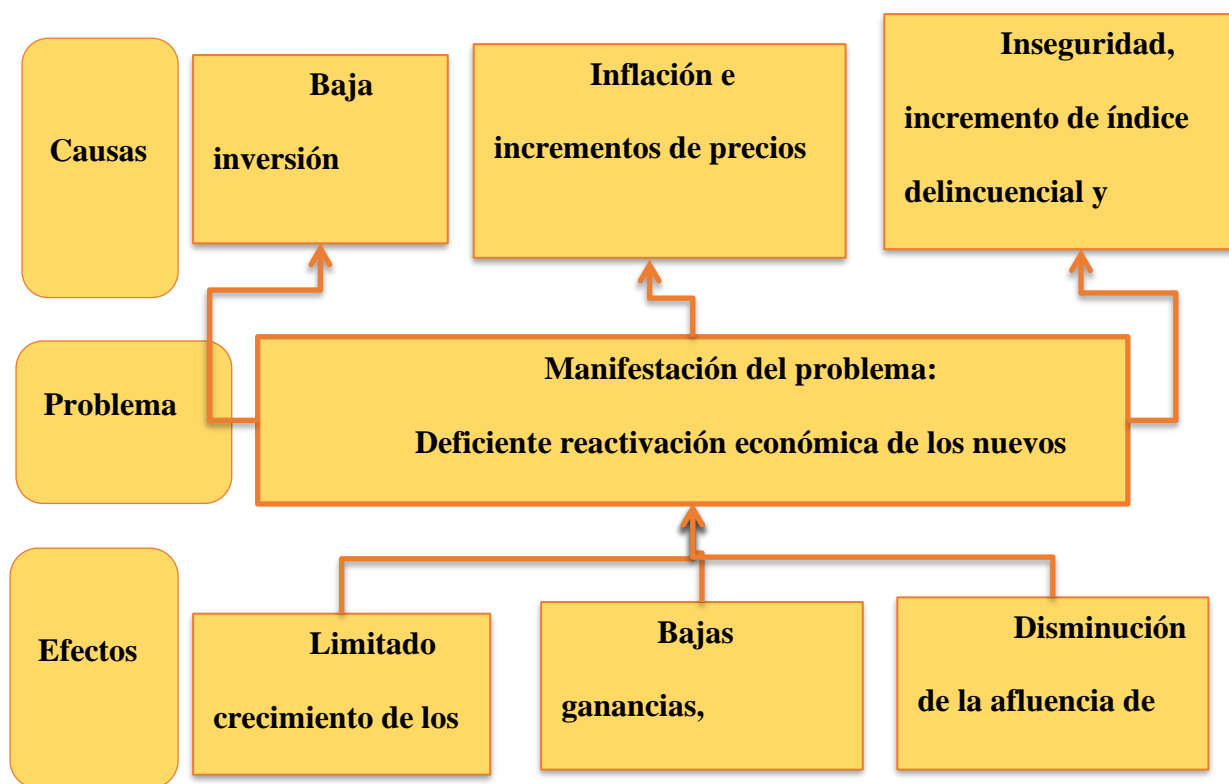 Causas
Baja
inversión
Inflación e
incrementos de precios
Inseguridad,
incremento de índice
delincuencial y
Problema
Manifestación del problema:
Deficiente reactivación económica de los nuevos
Efectos
Limitado
crecimiento de los
Bajas
ganancias,
Disminución
de la afluencia de